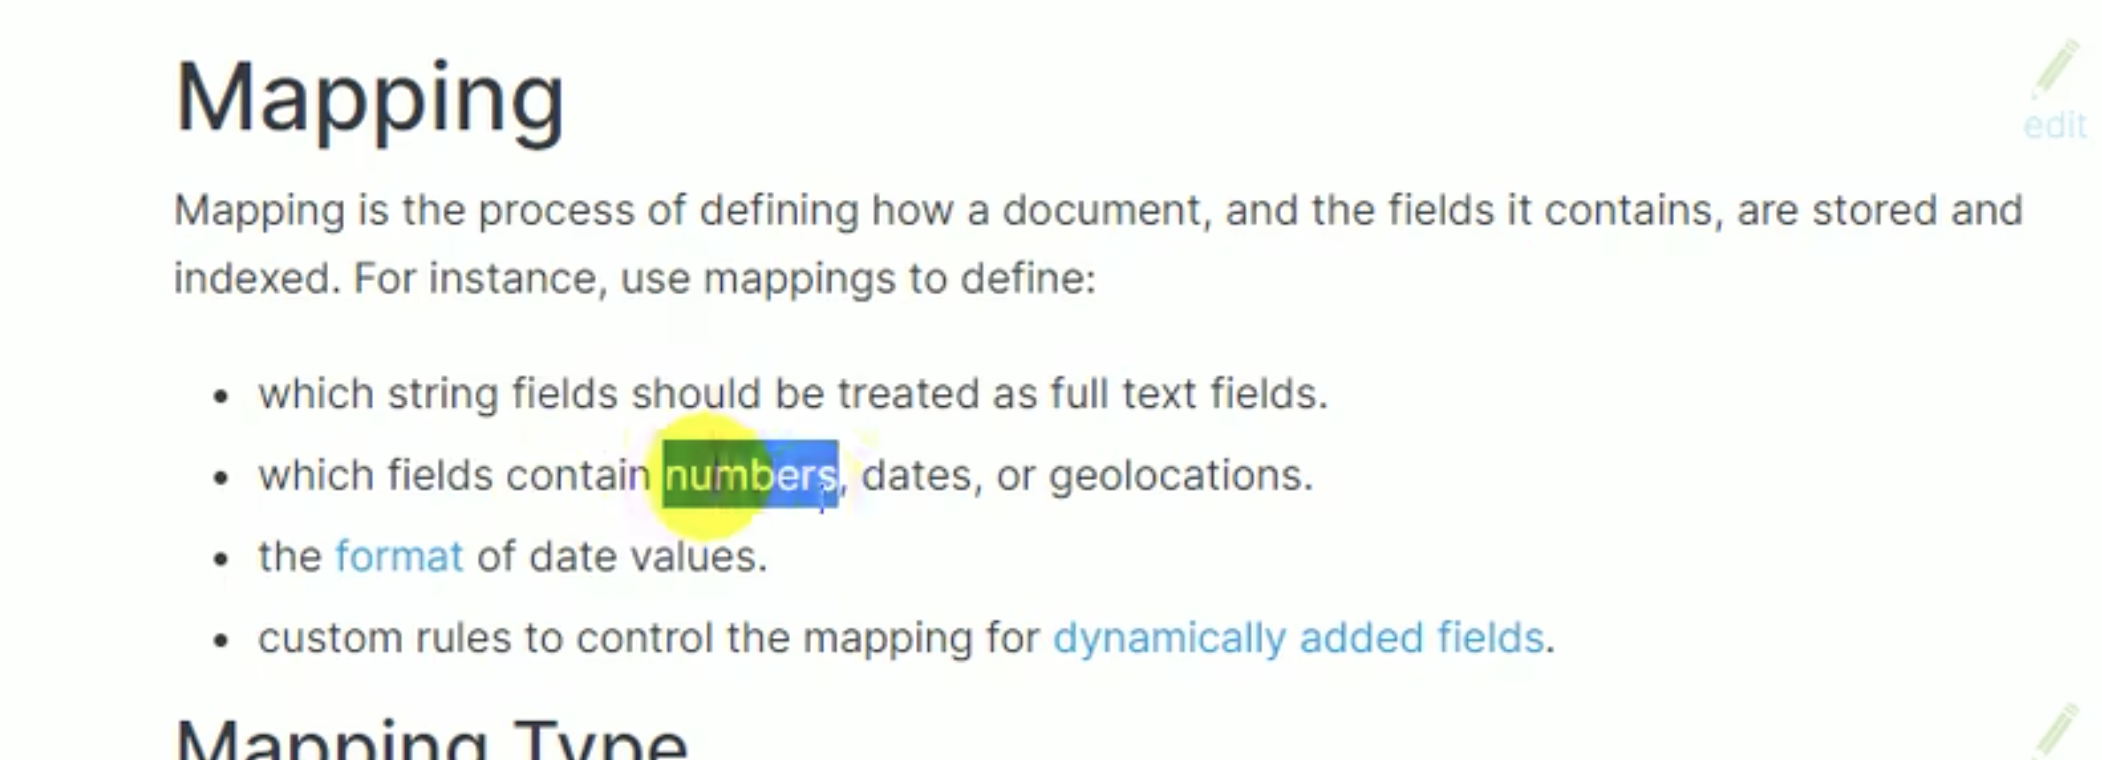 Mapping
edit
Mapping is the process of defining how a document, and the fields it contains, are stored and
indexed. For instance, use mappings to define:
• which string fields should be treated as full text fields.
• which fields contain numbers, dates, or geolocations.
• the format of date values.
• custom rules to control the mapping for dynamically added fields.
Mapping Type